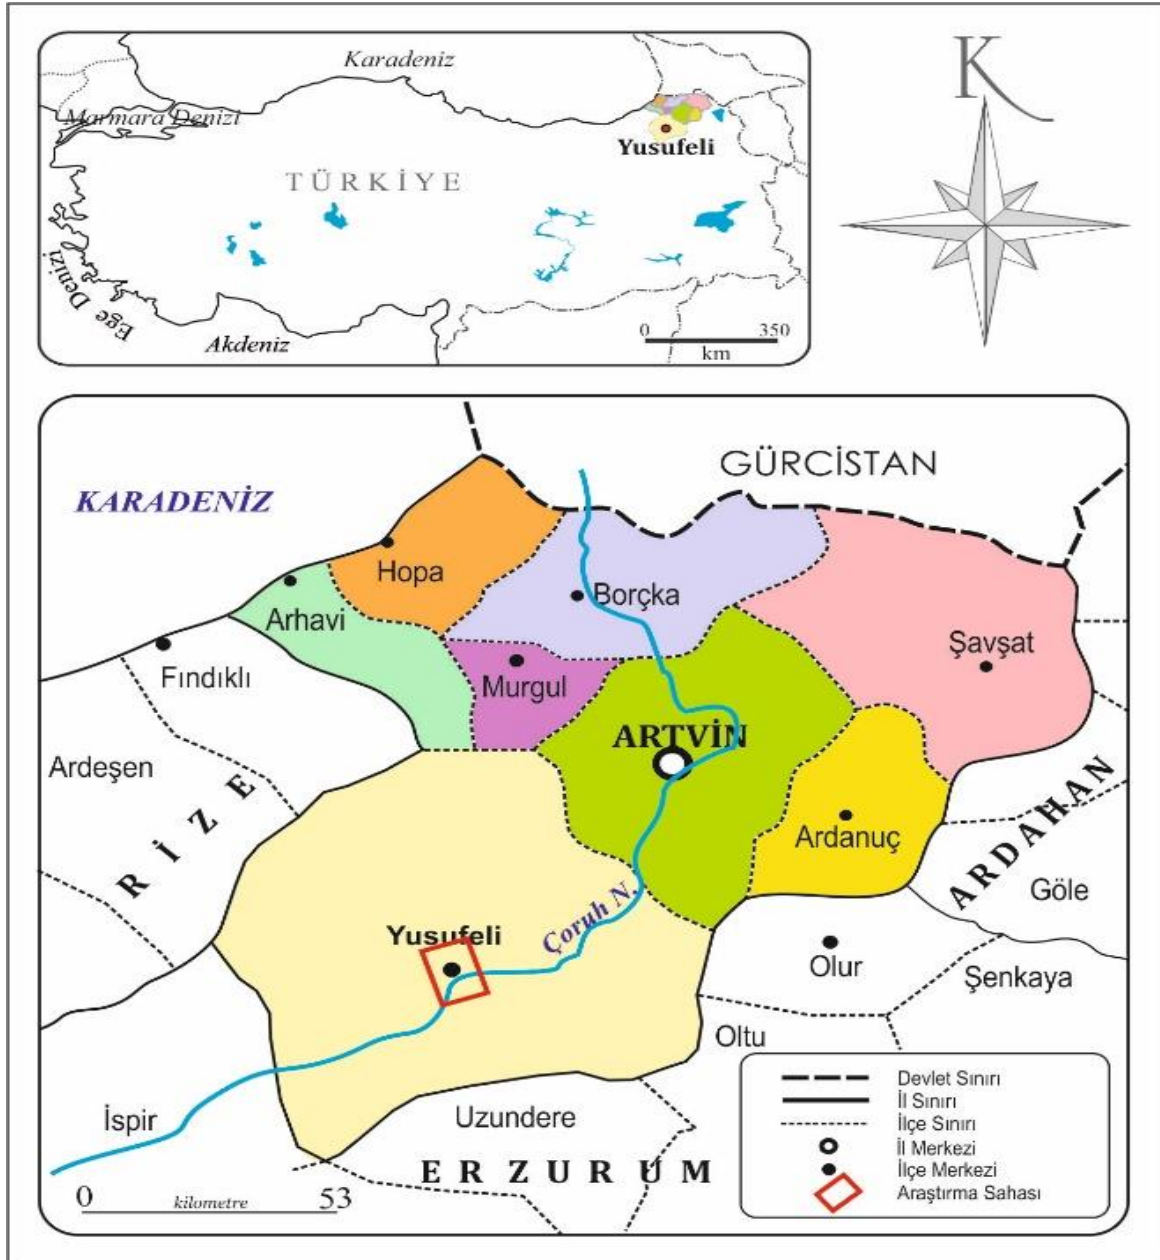 Karadeniz
Marmara Denizi
Yusufeli
TÜRKİYE
Ege Denizi
Akdeniz
0 350
km
K
GÜRCİSTAN
KARADENİZ
Hopa
Borçka
Arhavi
Şavşat
Fındıklı
Murgul
ARTVİN
Ardeşen
RİZE
Ardanuç
ARDAHAN
Göle
Çoruh N.
Yusufeli
Olur
Şenkaya
Oltu
İspir
Uzundere
ERZURUM
0 kilometre 53
Devlet Sınırı
İl Sınırı
İlçe Sınırı
İl Merkezi
İlçe Merkezi
Araştırma Sahası